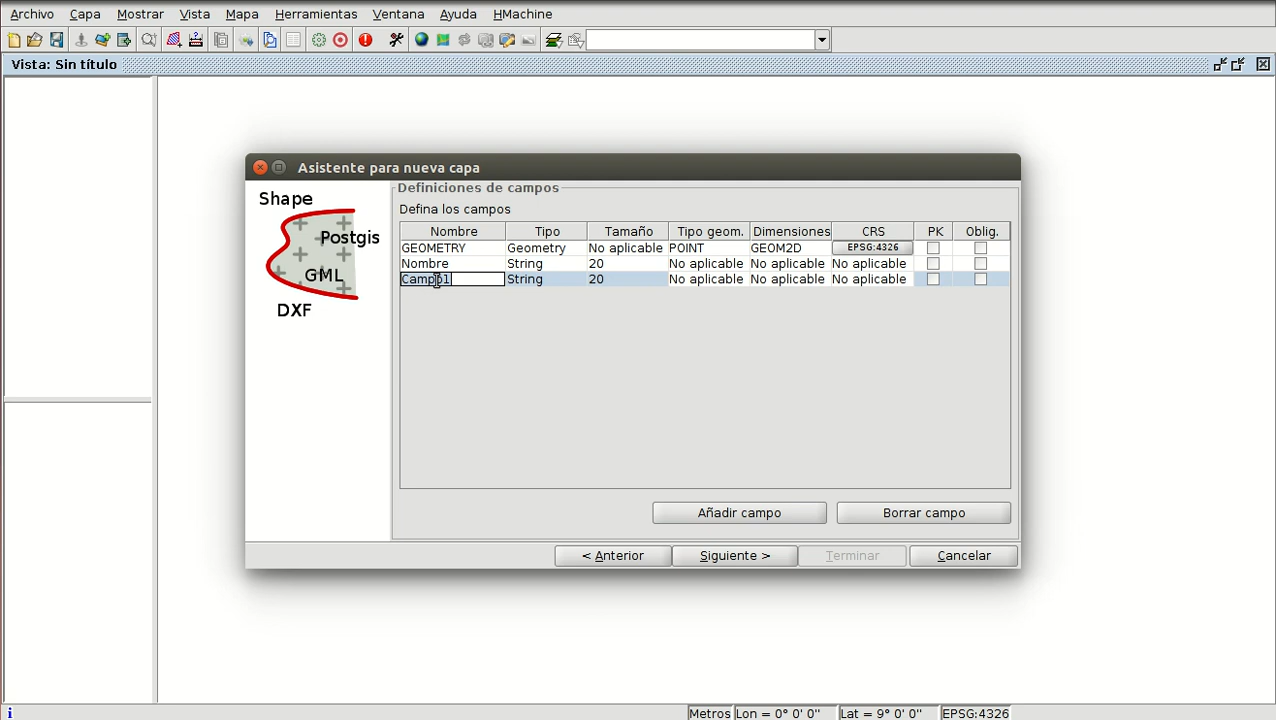 Archivo Capa Mostrar Vista Mapa Herramientas Ventana Ayuda HMachine
Vista: Sin título
Asistente para nueva capa
Shape
Postgis
GML
DXF
Definiciones de campos
Defina los campos
Nombre Tipo Tamaño Tipo geom. Dimensiones CRS PK Oblig.
GEOMETRY Geometry No aplicable POINT GEOM2D EPSG:4326
Nombre String 20 No aplicable No aplicable No aplicable
Campo1 String 20 No aplicable No aplicable No aplicable
Añadir campo Borrar campo
< Anterior Siguiente > Terminar Cancelar
Metros Lon = 0° 0' 0" Lat = 9° 0' 0" EPSG:4326